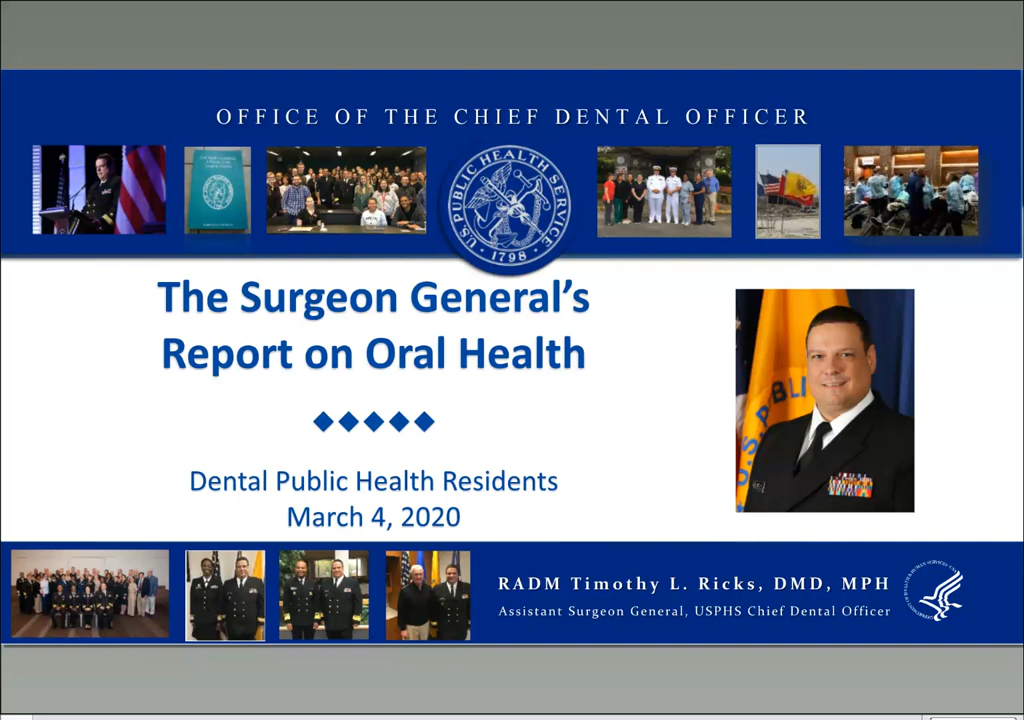 OFFICE OF THE CHIEF DENTAL OFFICER
U.S. PUBLIC HEALTH SERVICE
1798
The Surgeon General’s
Report on Oral Health
Dental Public Health Residents
March 4, 2020
U.S. PUBLI
RADM Timothy L. Ricks, DMD, MPH
Assistant Surgeon General, USPHS Chief Dental Officer